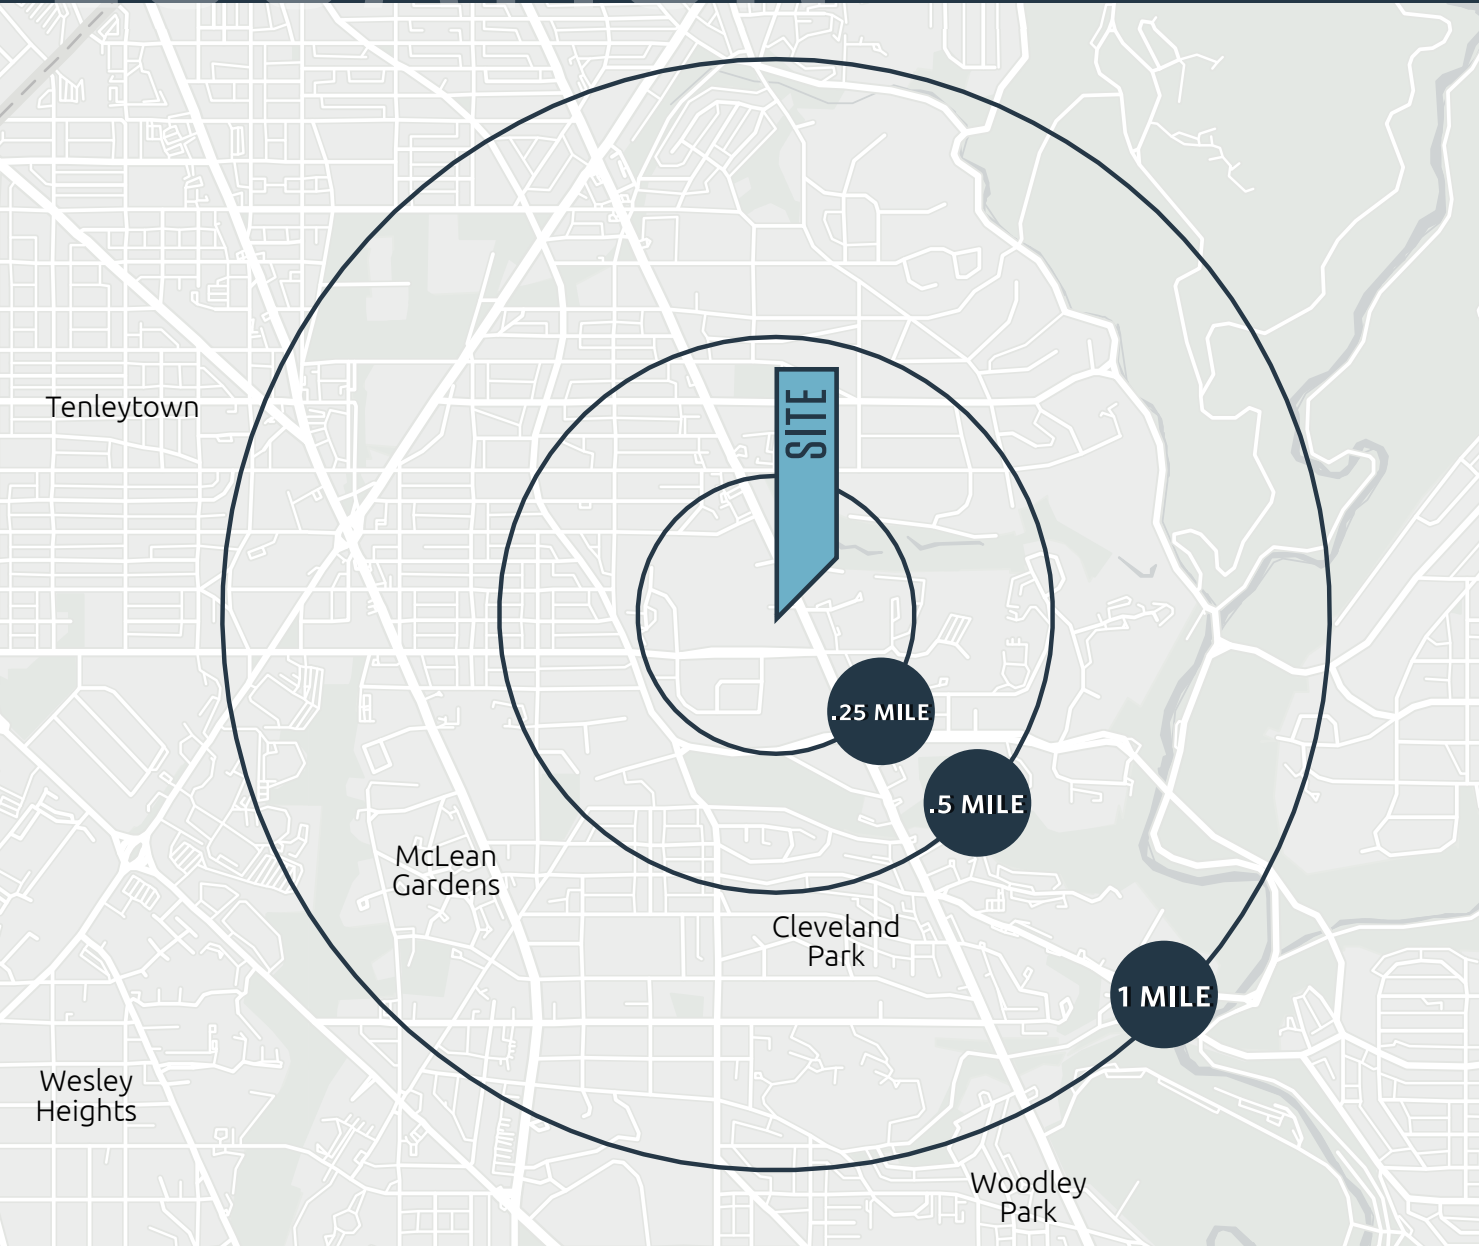 SITE
Tenleytown
.25 MILE
.5 MILE
McLean
Gardens
Cleveland
Park
1 MILE
Wesley
Heights
Woodley
Park